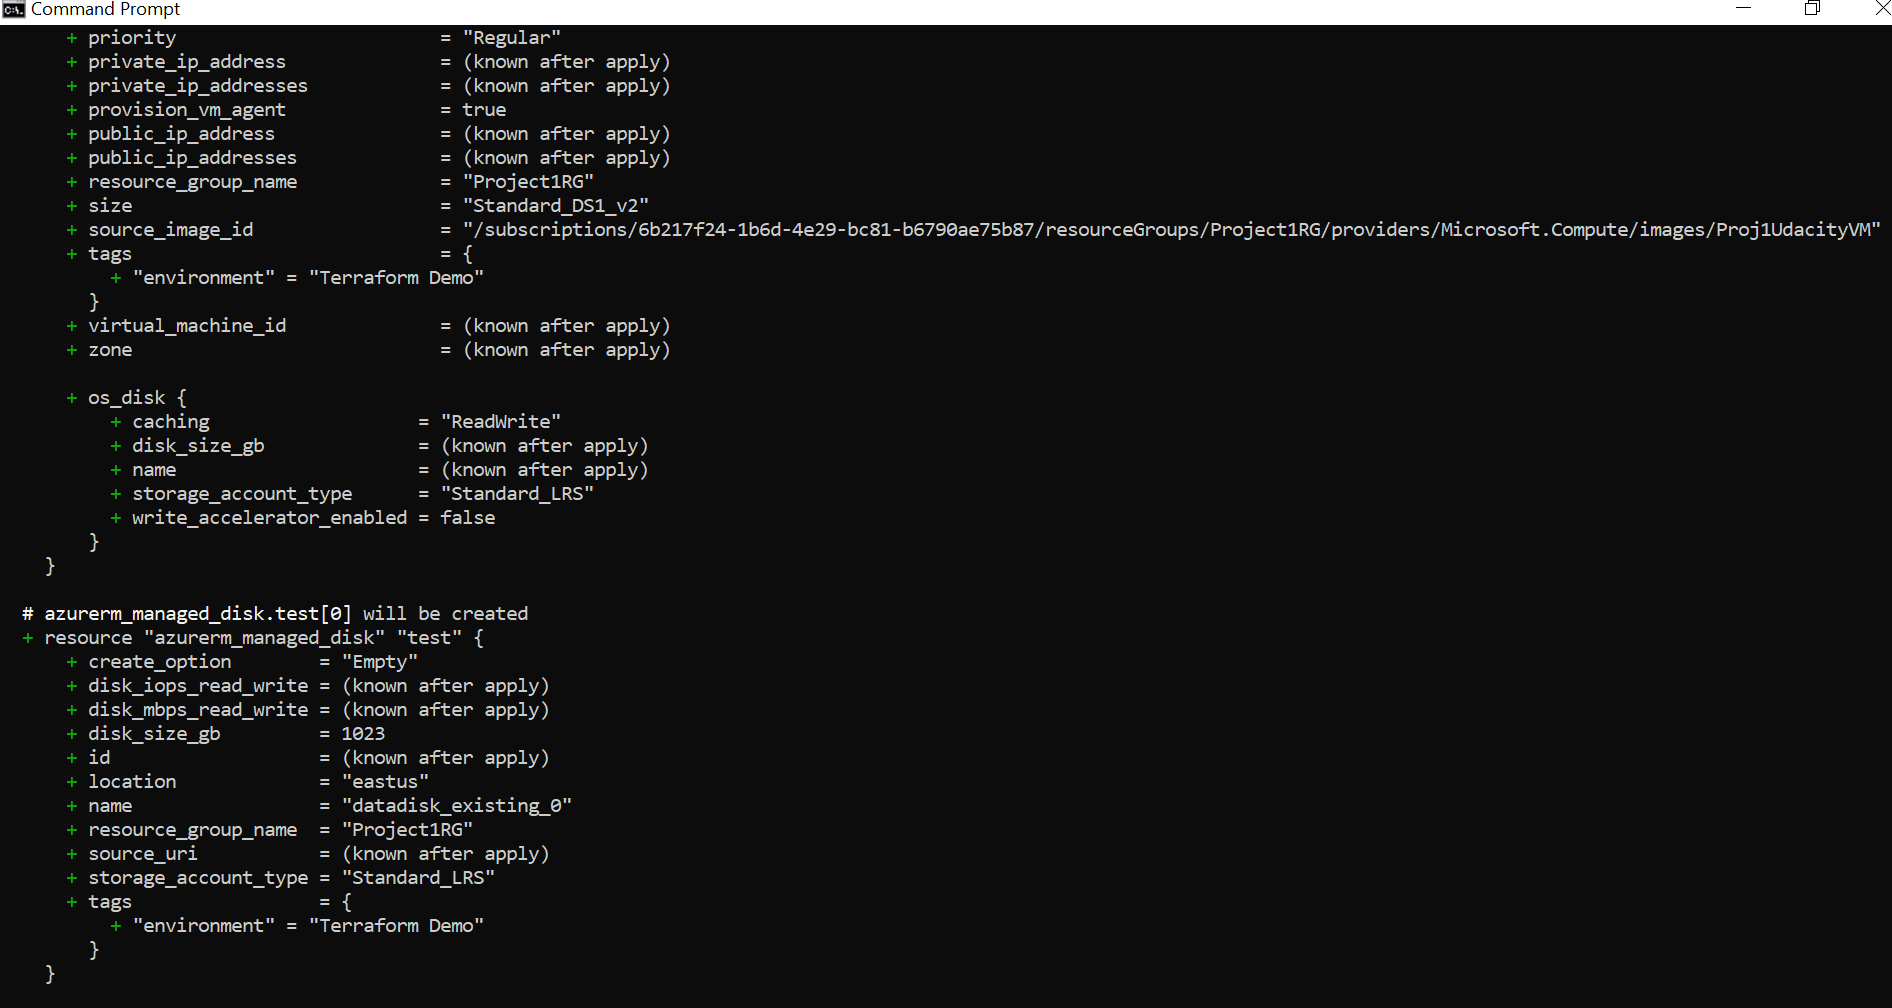 Command Prompt
+ priority = "Regular"
+ private_ip_address = (known after apply)
+ private_ip_addresses = (known after apply)
+ provision_vm_agent = true
+ public_ip_address = (known after apply)
+ public_ip_addresses = (known after apply)
+ resource_group_name = "Project1RG"
+ size = "Standard_DS1_v2"
+ source_image_id = "/subscriptions/6b217f24-1b6d-4e29-bc81-b6790ae75b87/resourceGroups/Project1RG/providers/Microsoft.Compute/images/Proj1UdacityVM"
+ tags = {
+ "environment" = "Terraform Demo"
}
+ virtual_machine_id = (known after apply)
+ zone = (known after apply)
+ os_disk {
+ caching = "ReadWrite"
+ disk_size_gb = (known after apply)
+ name = (known after apply)
+ storage_account_type = "Standard_LRS"
+ write_accelerator_enabled = false
}
}
# azurerm_managed_disk.test[0] will be created
+ resource "azurerm_managed_disk" "test" {
+ create_option = "Empty"
+ disk_iops_read_write = (known after apply)
+ disk_mbps_read_write = (known after apply)
+ disk_size_gb = 1023
+ id = (known after apply)
+ location = "eastus"
+ name = "datadisk_existing_0"
+ resource_group_name = "Project1RG"
+ source_uri = (known after apply)
+ storage_account_type = "Standard_LRS"
+ tags = {
+ "environment" = "Terraform Demo"
}
}